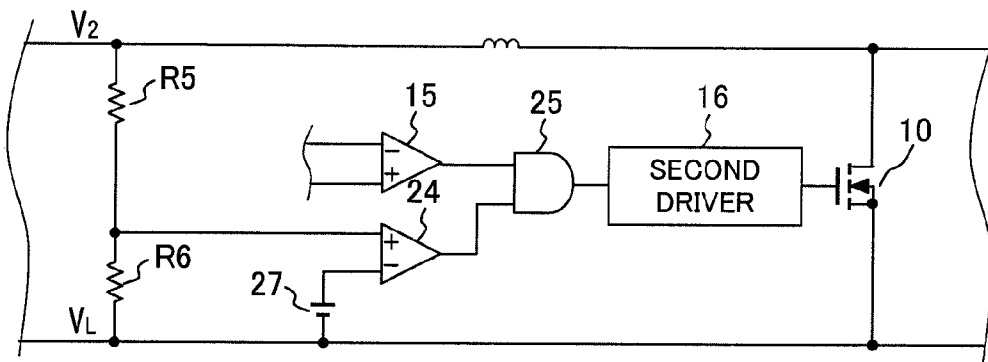 V2
R5
15
25
16
10
−
+
SECOND
DRIVER
24
+
−
R6
27
VL